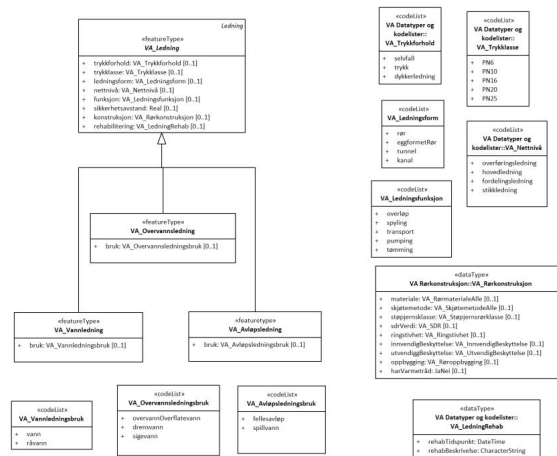 Ledning
«featureType»
VA_Ledning
+ trykkforhold: VA_Trykkforhold [0..1]
+ trykklasse: VA_Trykklasse [0..1]
+ ledningsform: VA_Ledningsform [0..1]
+ nettnivå: VA_Nettnivå [0..1]
+ funksjon: VA_Ledningsfunksjon [0..1]
+ sikkerhetsavstand: Real [0..1]
+ konstruksjon: VA_Rørkonstruksjon [0..1]
+ rehabilitering: VA_LedningRehab [0..1]
«featureType»
VA_Overvannsledning
+ bruk: VA_Overvannsledningsbruk [0..1]
«featureType»
VA_Vannledning
+ bruk: VA_Vannledningsbruk [0..1]
«featuretype»
VA_Avløpsledning
+ bruk: VA_Avløpsledningsbruk [0..1]
«codeList»
VA_Vannledningsbruk
+ vann
+ råvann
«codeList»
VA_Overvannsledningsbruk
+ overvannOverflatevann
+ drensvann
+ sigevann
«codeList»
VA_Avløpsledningsbruk
+ fellesavløp
+ spillvann
«codeList»
VA Datatyper og
kodelister::
VA_Trykkforhold
+ selvfall
+ trykk
+ dykkerledning
«codeList»
VA Datatyper og
kodelister::
VA_Trykklasse
+ PN6
+ PN10
+ PN16
+ PN20
+ PN25
«codeList»
VA_Ledningsform
+ rør
+ eggformetRør
+ tunnel
+ kanal
«codeList»
VA Datatyper og
kodelister::VA_Nettnivå
+ overføringsledning
+ hovedledning
+ fordelingsledning
+ stikkledning
«codeList»
VA_Ledningsfunksjon
+ overløp
+ spyling
+ transport
+ pumping
+ tømming
«dataType»
VA Rørkonstruksjon::VA_Rørkonstruksjon
+ materiale: VA_RørmaterialeAlle [0..1]
+ skjøtemetode: VA_SkjøtemetodeAlle [0..1]
+ støpjernsklasse: VA_Støpjernsrørklasse [0..1]
+ sdrVerdi: VA_SDR [0..1]
+ ringstivhet: VA_Ringstivhet [0..1]
+ innvendigBeskyttelse: VA_InnvendigBeskyttelse [0..1]
+ utvendiggBeskyttelse: VA_UtvendigBeskyttelse [0..1]
+ oppbygging: VA_Røroppbygging [0..1]
+ harVarmetråd: JaNei [0..1]
«dataType»
VA Datatyper og kodelister::
VA_LedningRehab
+ rehabTidspunkt: DateTime
+ rehabBeskrivelse: CharacterString